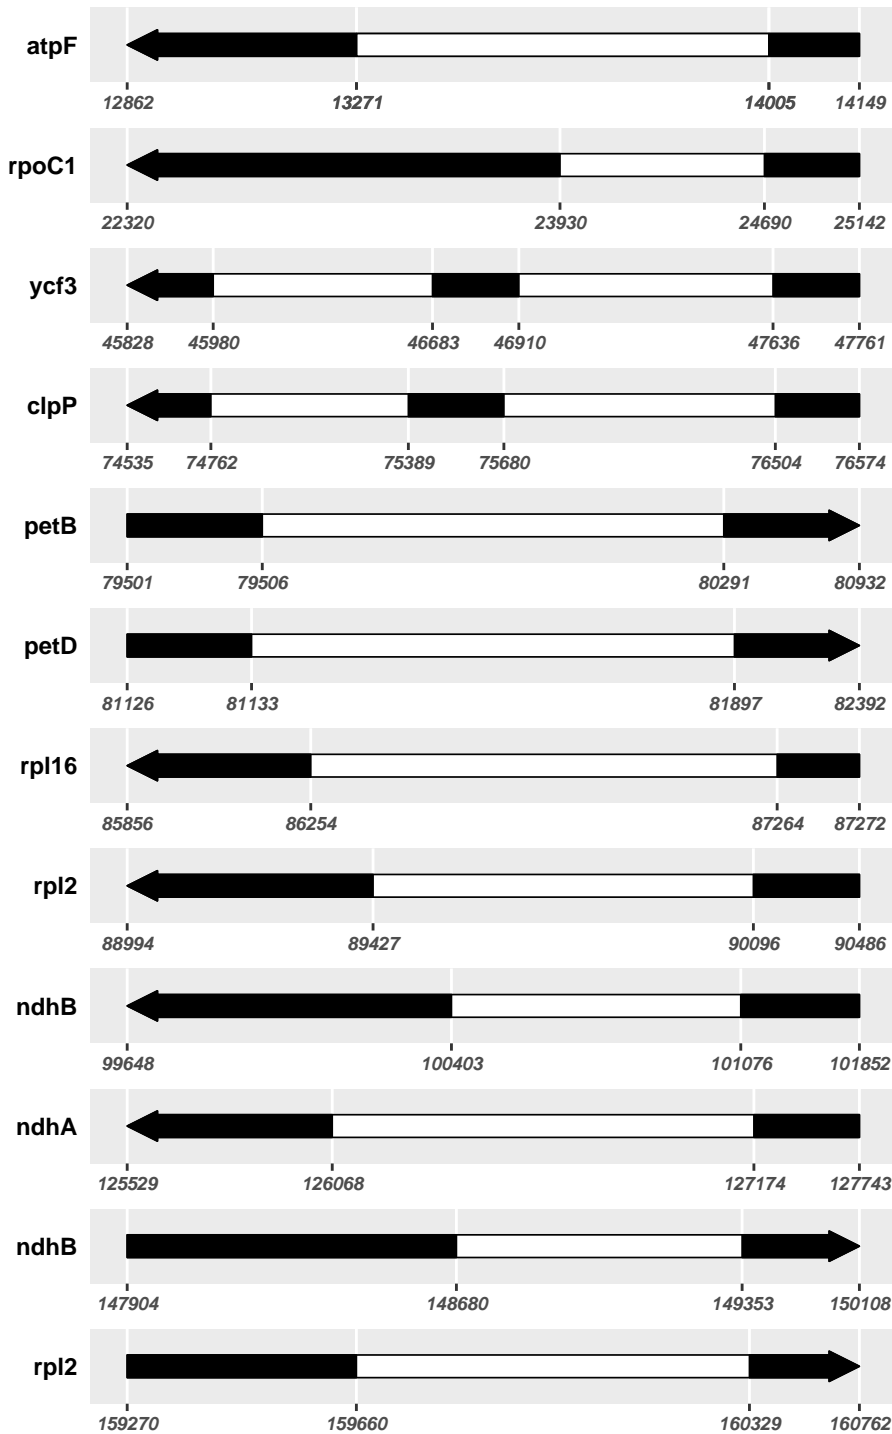 atpF
12862 13271 14005 14149
rpoC1
22320 23930 24690 25142
ycf3
45828 45980 46683 46910 47636 47761
clpP
74535 74762 75389 75680 76504 76574
petB
79501 79506 80291 80932
petD
81126 81133 81897 82392
rpl16
85856 86254 87264 87272
rpl2
88994 89427 90096 90486
ndhB
99648 100403 101076 101852
ndhA
125529 126068 127174 127743
ndhB
147904 148680 149353 150108
rpl2
159270 159660 160329 160762